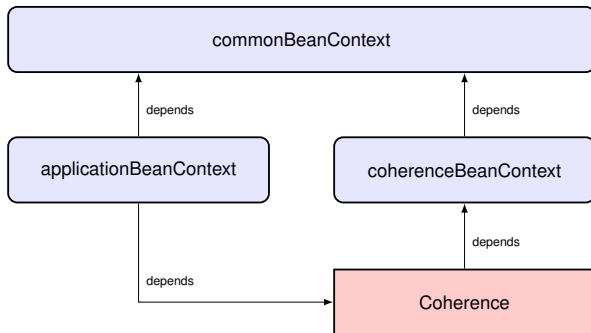 commonBeanContext
depends
depends
applicationBeanContext
coherenceBeanContext
depends
depends
Coherence